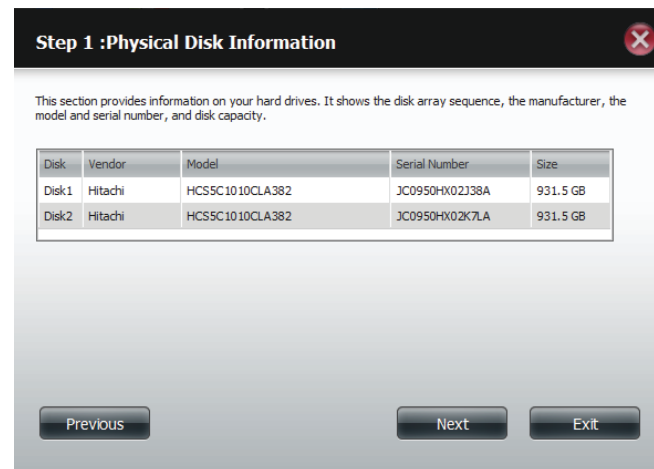 Step 1 :Physical Disk Information
This section provides information on your hard drives. It shows the disk array sequence, the manufacturer, the
model and serial number, and disk capacity.
Disk Vendor Model Serial Number Size
Disk1 Hitachi HCS5C1010CLA382 JC0950HX02J38A 931.5 GB
Disk2 Hitachi HCS5C1010CLA382 JC0950HX02K7LA 931.5 GB
Previous Next Exit